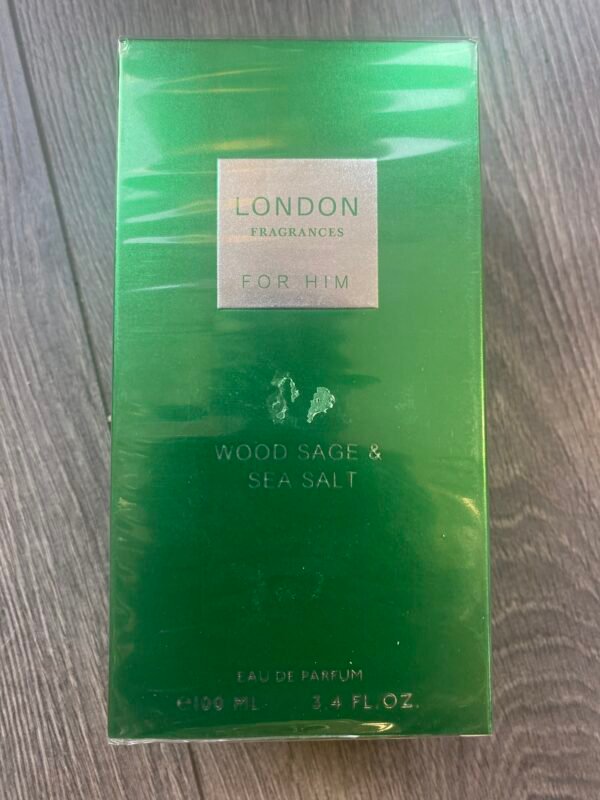 LONDON
FRAGRANCES
FOR HIM
WOOD SAGE &
SEA SALT
EAU DE PARFUM
℮100 ML 3.4 FL.OZ.